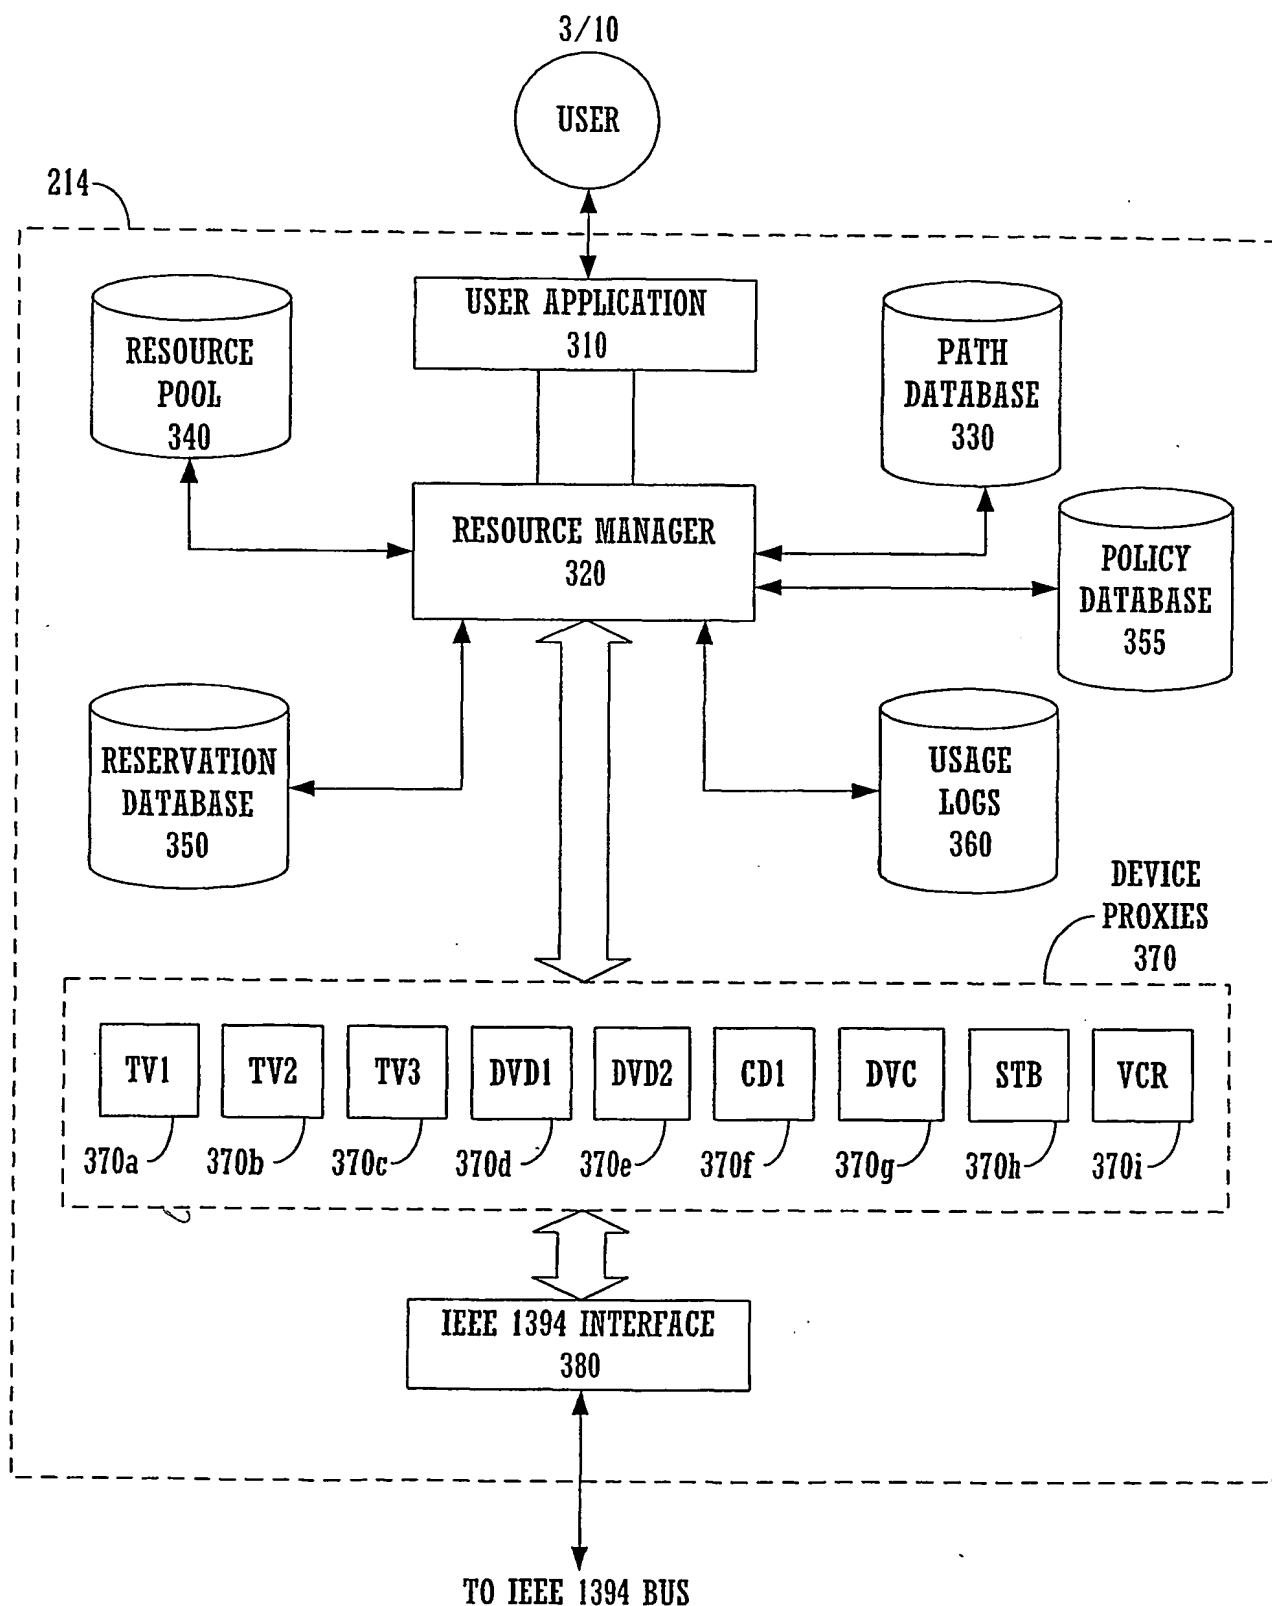 3/10
USER
214
USER APPLICATION
310
RESOURCE
POOL
340
PATH
DATABASE
330
RESOURCE MANAGER
320
POLICY
DATABASE
355
RESERVATION
DATABASE
350
USAGE
LOGS
360
DEVICE
PROXIES
370
TV1
TV2
TV3
DVD1
DVD2
CD1
DVC
STB
VCR
370a
370b
370c
370d
370e
370f
370g
370h
370i
IEEE 1394 INTERFACE
380
TO IEEE 1394 BUS